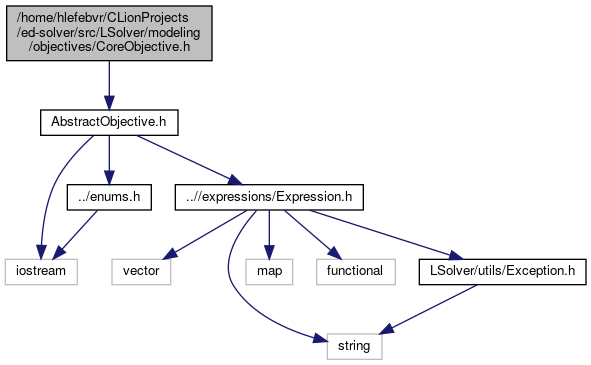 /home/hlefebvr/CLionProjects
/ed-solver/src/LSolver/modeling
/objectives/CoreObjective.h
AbstractObjective.h
../enums.h
..//expressions/Expression.h
iostream
vector
map
functional
LSolver/utils/Exception.h
string